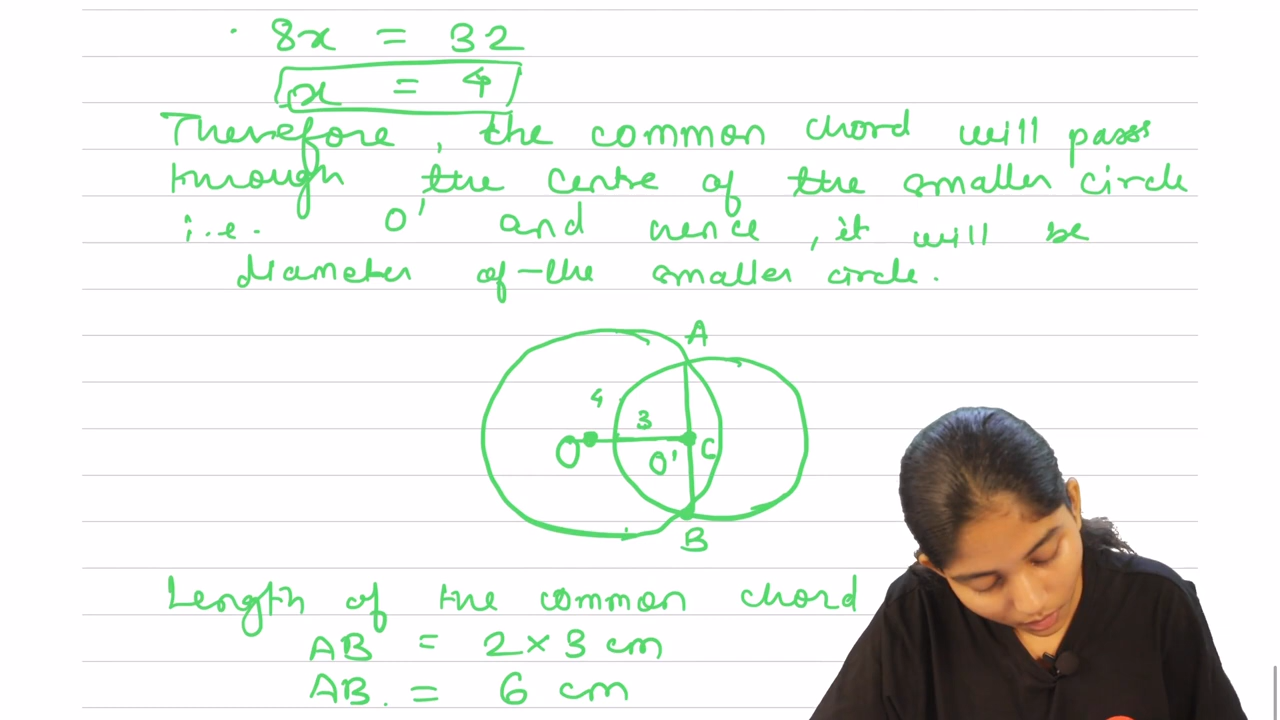 8x = 32
x = 4
Therefore, the common chord will pass
through the centre of the smaller circle
i.e. O' and hence, it will be
diameter of the smaller circle.
A
4
3
O
O'
C
B
Length of the common chord
AB = 2 × 3 cm
AB. = 6 cm